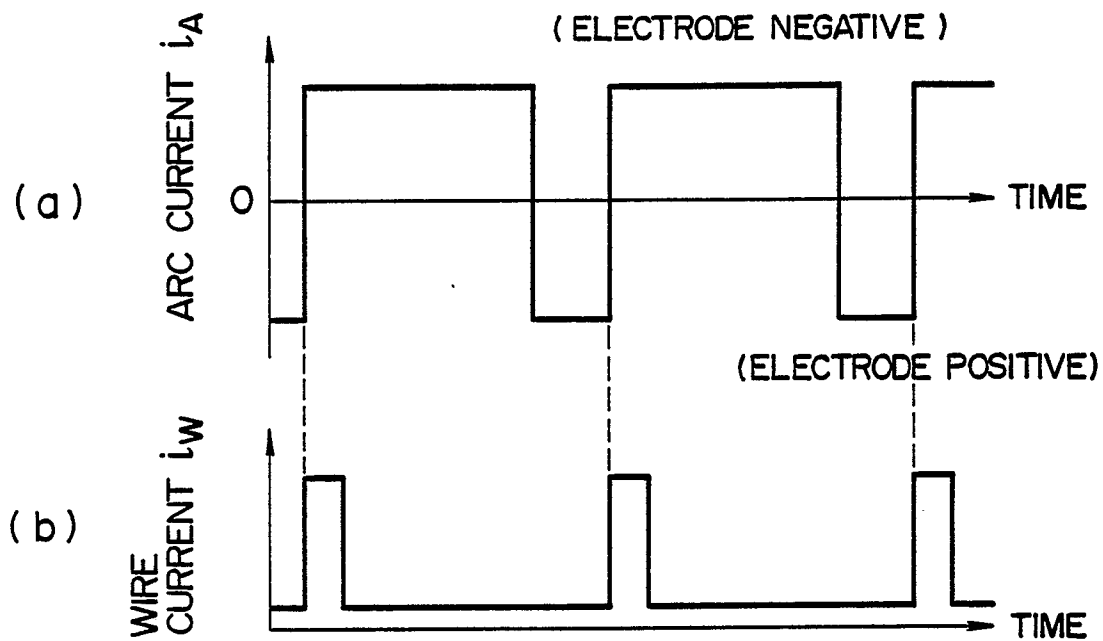 ( ELECTRODE NEGATIVE )
ARC CURRENT iA
(a)
O
TIME
(ELECTRODE POSITIVE)
WIRE
CURRENT iW
(b)
TIME